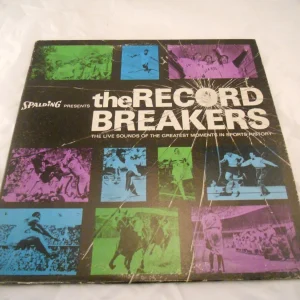 SPALDING PRESENTS
theRECORD
BREAKERS
THE LIVE SOUNDS OF THE GREATEST MOMENTS IN SPORTS HISTORY